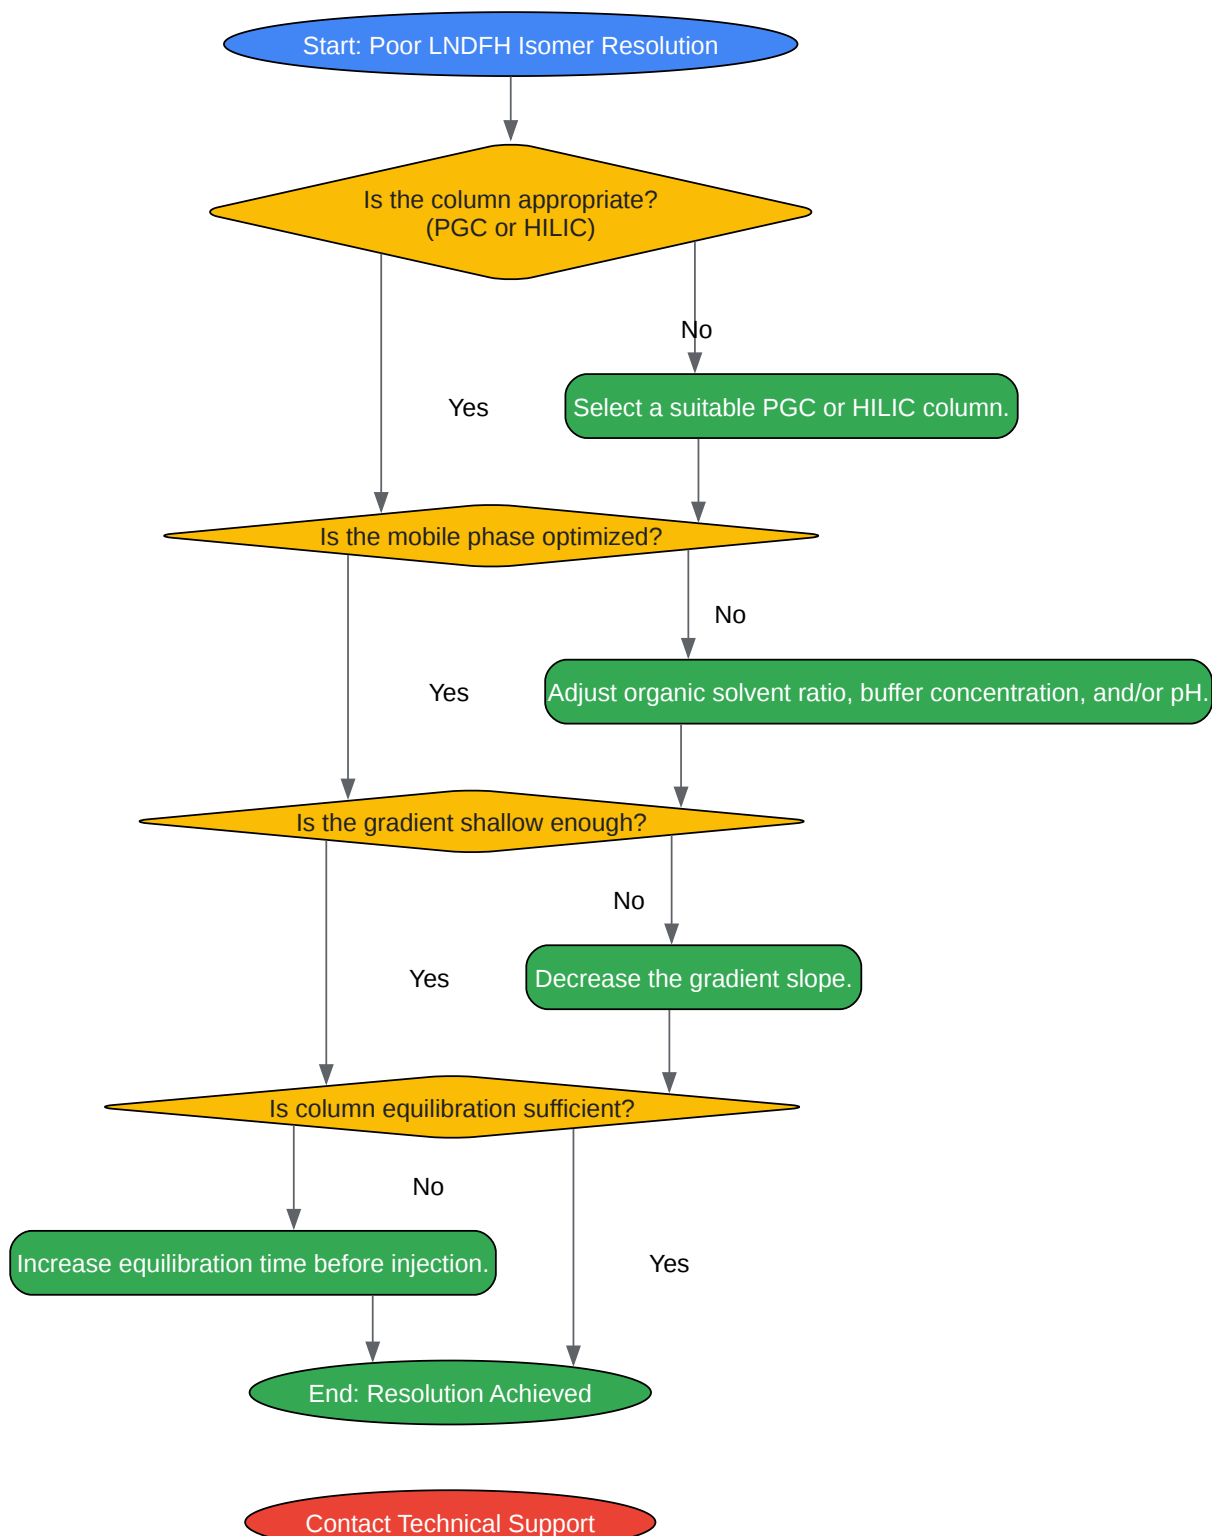 Start: Poor LNDFH Isomer Resolution
Is the column appropriate?
(PGC or HILIC)
No
Yes
Select a suitable PGC or HILIC column.
Is the mobile phase optimized?
No
Yes
Adjust organic solvent ratio, buffer concentration, and/or pH.
Is the gradient shallow enough?
No
Yes
Decrease the gradient slope.
Is column equilibration sufficient?
No
Increase equilibration time before injection.
Yes
End: Resolution Achieved
Contact Technical Support